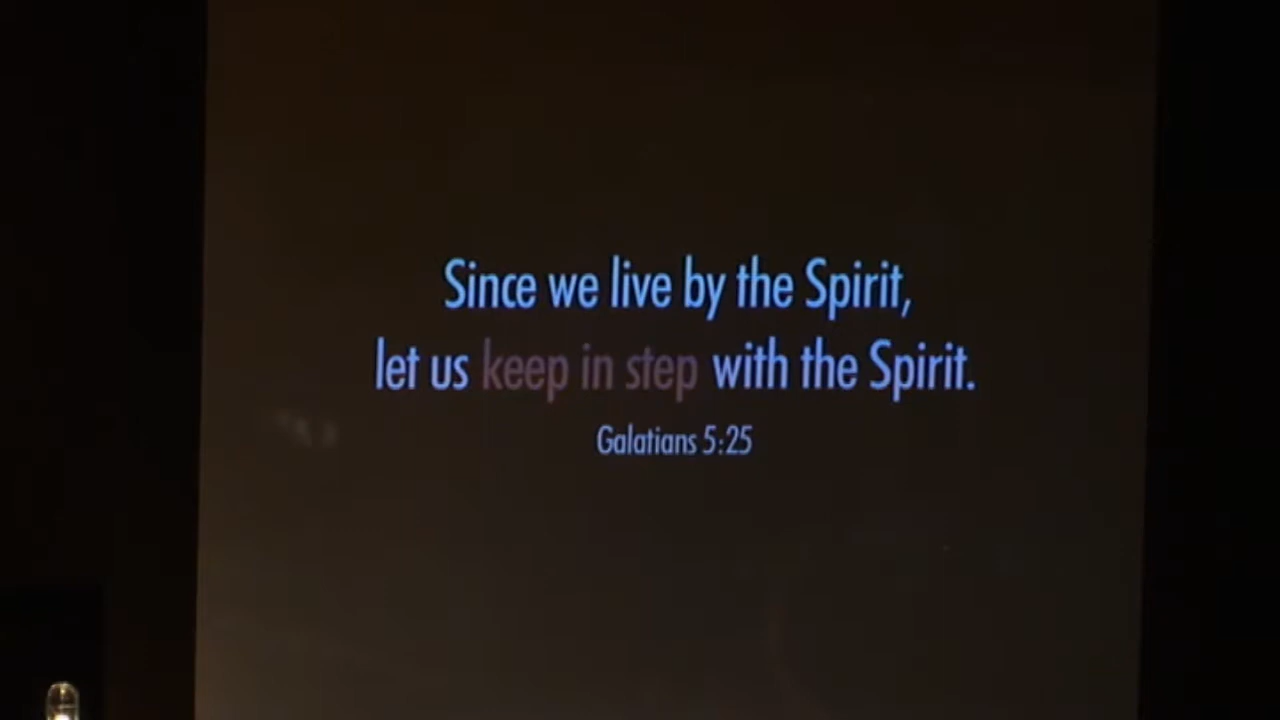 Since we live by the Spirit,
let us keep in step with the Spirit.
Galatians 5:25